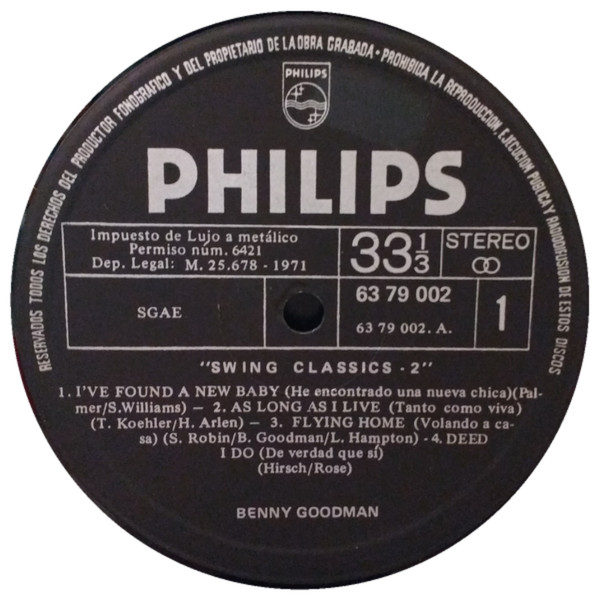 RESERVADOS TODOS LOS DERECHOS DEL PRODUCTOR FONOGRAFICO Y DEL PROPIETARIO DE LA OBRA GRABADA · PROHIBIDA LA REPRODUCCION, EJECUCION PUBLICA Y RADIODIFUSION DE ESTOS DISCOS
PHILIPS
PHILIPS
Impuesto de Lujo a metálico
Permiso núm. 6421
Dep. Legal: M. 25.678 - 1971
33 1/3
STEREO
SGAE
63 79 002
63 79 002. A.
1
"SWING CLASSICS - 2"
1. I'VE FOUND A NEW BABY (He encontrado una nueva chica)(Pal-
mer/S.Williams) — 2. AS LONG AS I LIVE (Tanto como viva)
(T. Koehler/H. Arlen) — 3. FLYING HOME (Volando a ca-
sa) (S. Robin/B. Goodman/L. Hampton) - 4. DEED
I DO (De verdad que sí)
(Hirsch/Rose)
BENNY GOODMAN